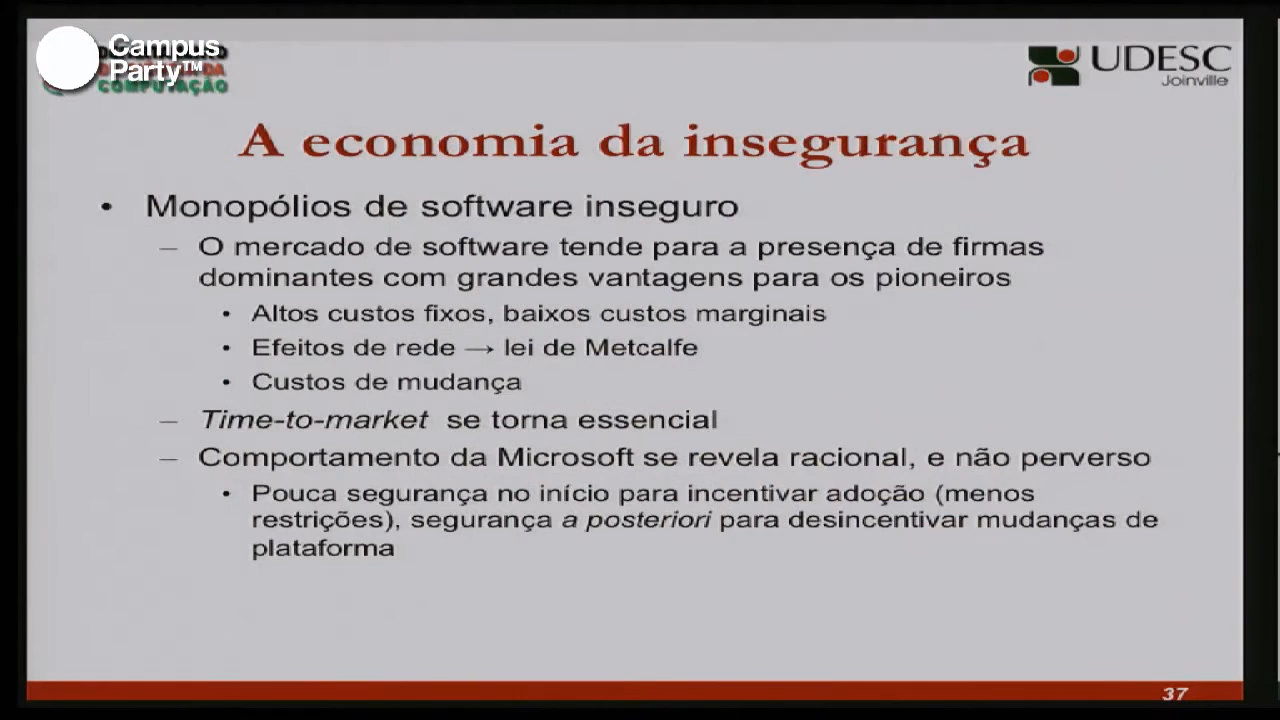 Campus
Party™
COMPUTAÇÃO
UDESC
Joinville
A economia da insegurança
• Monopólios de software inseguro
– O mercado de software tende para a presença de firmas
dominantes com grandes vantagens para os pioneiros
• Altos custos fixos, baixos custos marginais
• Efeitos de rede → lei de Metcalfe
• Custos de mudança
– Time-to-market se torna essencial
– Comportamento da Microsoft se revela racional, e não perverso
• Pouca segurança no início para incentivar adoção (menos
restrições), segurança a posteriori para desincentivar mudanças de
plataforma
37